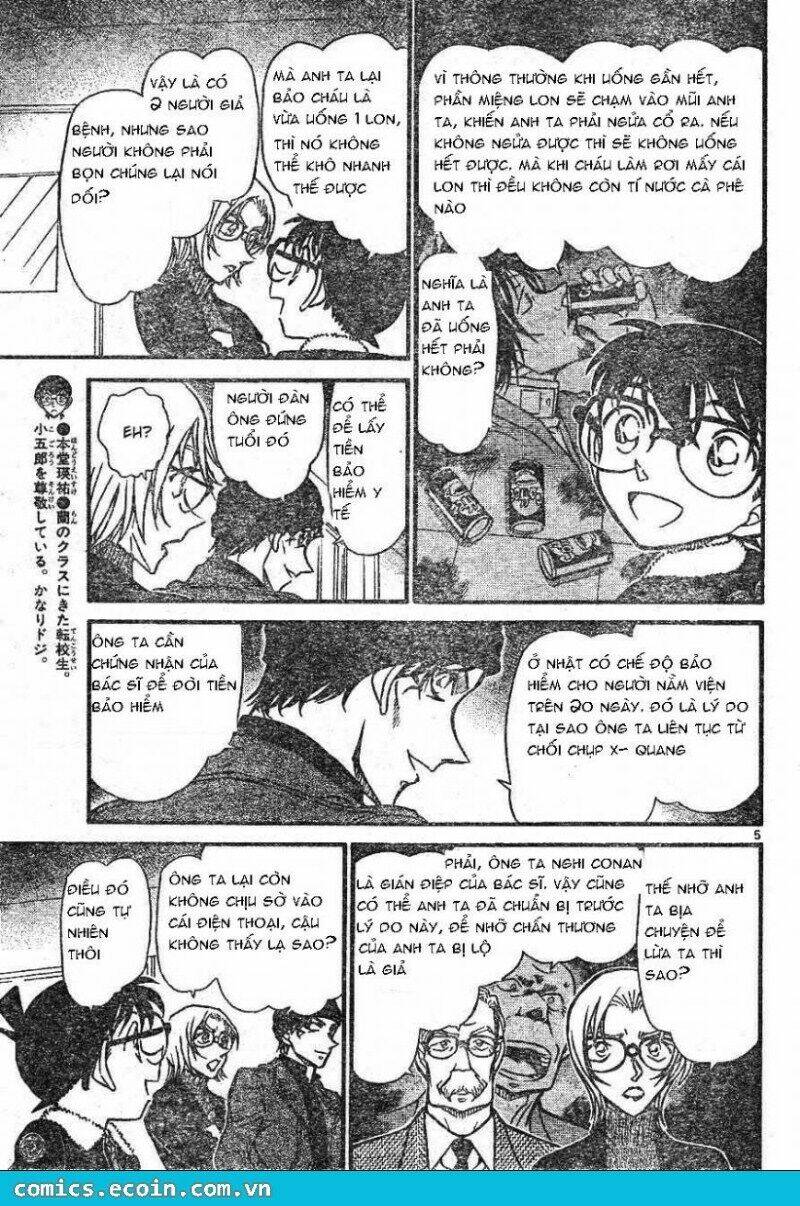 VÌ THÔNG THƯỜNG KHI UỐNG GẦN HẾT,
PHẦN MIỆNG LON SẼ CHẠM VÀO MŨI ANH
TA, KHIẾN ANH TA PHẢI NGỬA CỔ RA. NẾU
KHÔNG NGỬA ĐƯỢC THÌ SẼ KHÔNG UỐNG
HẾT ĐƯỢC. MÀ KHI CHÁU LÀM RƠI MẤY CÁI
LON THÌ ĐỀU KHÔNG CÒN TÍ NƯỚC CÀ PHÊ
NÀO
NGHĨA LÀ
ANH TA
ĐÃ UỐNG
HẾT PHẢI
KHÔNG?
MÀ ANH TA LẠI
BẢO CHÁU LÀ
VỪA UỐNG 1 LON,
THÌ NÓ KHÔNG
THỂ KHÔ NHANH
THẾ ĐƯỢC
VẬY LÀ CÓ
2 NGƯỜI GIẢ
BỆNH, NHƯNG SAO
NGƯỜI KHÔNG PHẢI
BỌN CHÚNG LẠI NÓI
DỐI?
CÓ THỂ
ĐỂ LẤY
TIỀN
BẢO
HIỂM Y
TẾ
NGƯỜI ĐÀN
ÔNG ĐỨNG
TUỔI ĐÓ
EH?
●本堂瑛祐●蘭のクラスにきた転校生。
小五郎を尊敬している。かなりドジ。
Ở NHẬT CÓ CHẾ ĐỘ BẢO
HIỂM CHO NGƯỜI NẰM VIỆN
TRÊN 20 NGÀY. ĐÓ LÀ LÝ DO
TẠI SAO ÔNG TA LIÊN TỤC TỪ
CHỐI CHỤP X- QUANG
ÔNG TA CẦN
CHỨNG NHẬN CỦA
BÁC SĨ ĐỂ ĐÒI TIỀN
BẢO HIỂM
5
THẾ NHỠ ANH
TA BỊA
CHUYỆN ĐỂ
LỪA TA THÌ
SAO?
PHẢI, ÔNG TA NGHI CONAN
LÀ GIÁN ĐIỆP CỦA BÁC SĨ. VẬY CŨNG
CÓ THỂ ANH TA ĐÃ CHUẨN BỊ TRƯỚC
LÝ DO NÀY, ĐỂ NHỠ CHẤN THƯƠNG
CỦA ANH TA BỊ LỘ
LÀ GIẢ
ÔNG TA LẠI CÒN
KHÔNG CHỊU SỜ VÀO
CÁI ĐIỆN THOẠI, CẬU
KHÔNG THẤY LẠ SAO?
ĐIỀU ĐÓ
CŨNG TỰ
NHIÊN
THÔI
comics.ecoin.com.vn